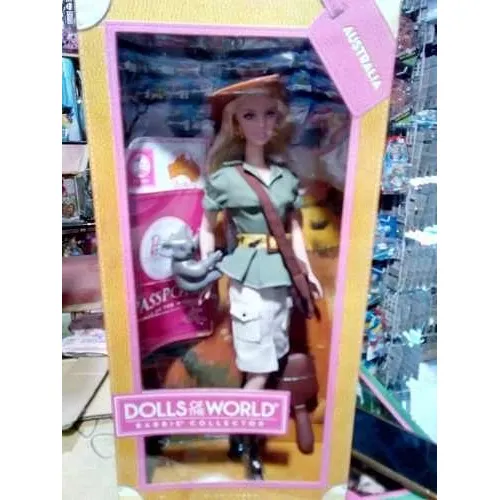 AUSTRALIA
PASSPO
DOLLS OF THE WORLD®
BARBIE® COLLECTOR